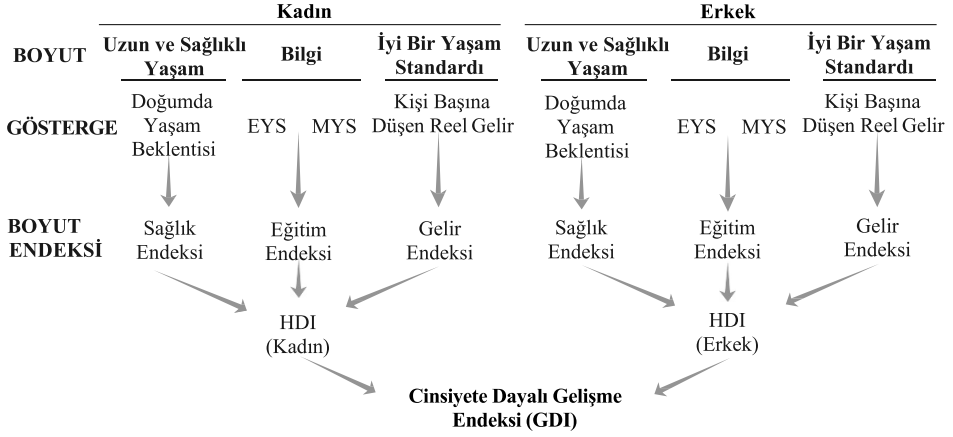 Kadın Erkek
BOYUT
Uzun ve Sağlıklı
Yaşam
Bilgi
İyi Bir Yaşam
Standardı
Uzun ve Sağlıklı
Yaşam
Bilgi
İyi Bir Yaşam
Standardı
GÖSTERGE
Doğumda
Yaşam
Beklentisi
EYS MYS
Kişi Başına
Düşen Reel Gelir
Doğumda
Yaşam
Beklentisi
EYS MYS
Kişi Başına
Düşen Reel Gelir
BOYUT
ENDEKSİ
Sağlık
Endeksi
Eğitim
Endeksi
Gelir
Endeksi
Sağlık
Endeksi
Eğitim
Endeksi
Gelir
Endeksi
HDI
(Kadın)
HDI
(Erkek)
Cinsiyete Dayalı Gelişme
Endeksi (GDI)